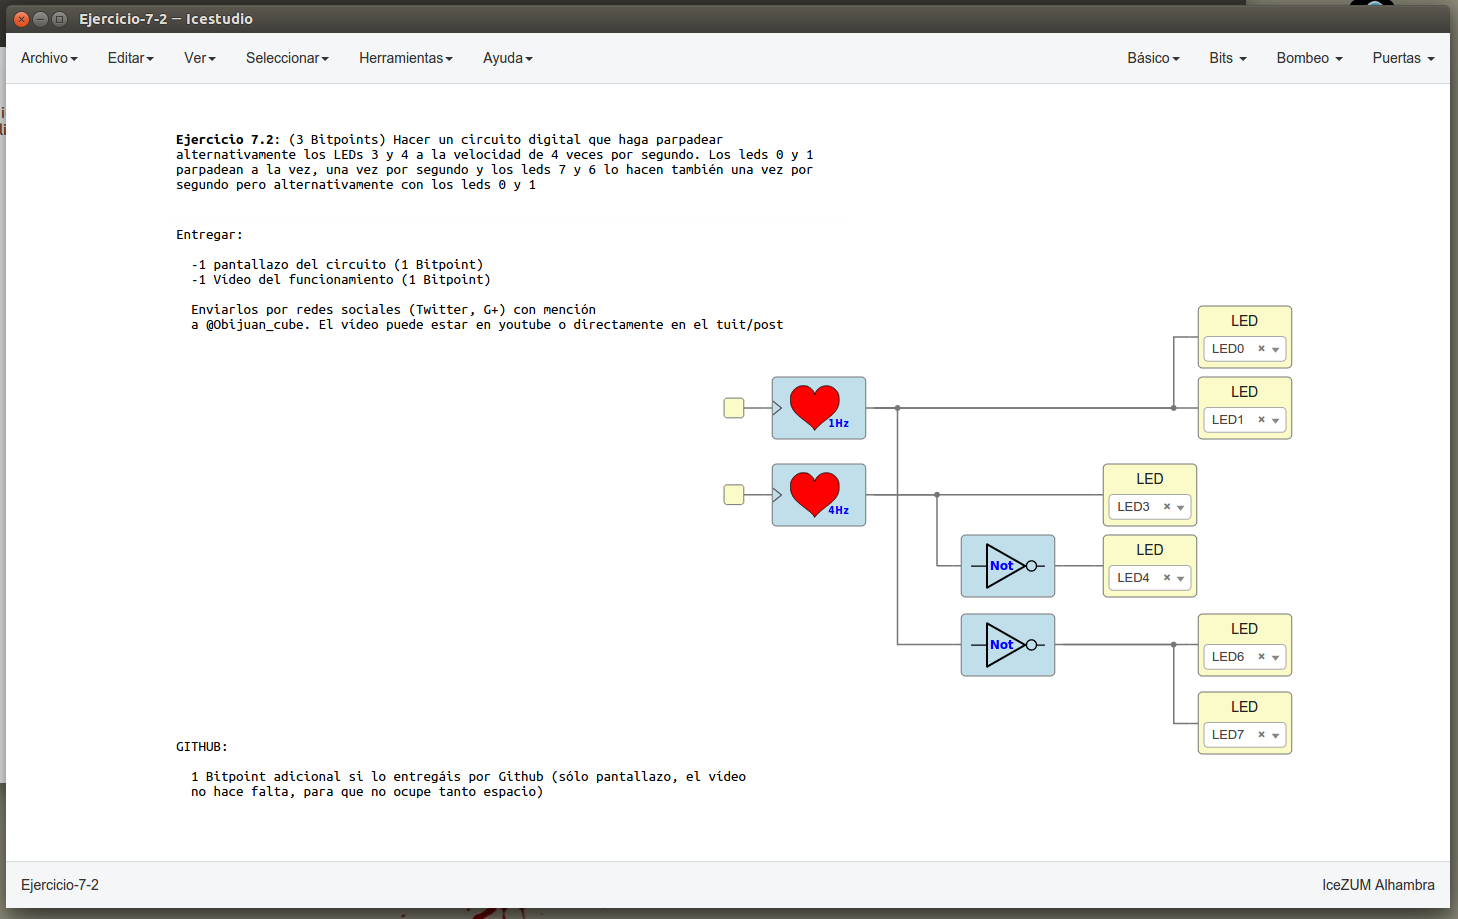 Ejercicio-7-2 — Icestudio
Archivo Editar Ver Seleccionar Herramientas Ayuda Básico Bits Bombeo Puertas
Ejercicio 7.2: (3 Bitpoints) Hacer un circuito digital que haga parpadear
alternativamente los LEDs 3 y 4 a la velocidad de 4 veces por segundo. Los leds 0 y 1
parpadean a la vez, una vez por segundo y los leds 7 y 6 lo hacen también una vez por
segundo pero alternativamente con los leds 0 y 1
Entregar:
-1 pantallazo del circuito (1 Bitpoint)
-1 Vídeo del funcionamiento (1 Bitpoint)
Enviarlos por redes sociales (Twitter, G+) con mención
a @Obijuan_cube. El vídeo puede estar en youtube o directamente en el tuit/post
LED
LED0
LED
LED1
1Hz
LED
LED3
4Hz
LED
LED4
Not
LED
LED6
Not
LED
LED7
GITHUB:
1 Bitpoint adicional si lo entregáis por Github (sólo pantallazo, el vídeo
no hace falta, para que no ocupe tanto espacio)
Ejercicio-7-2
IceZUM Alhambra